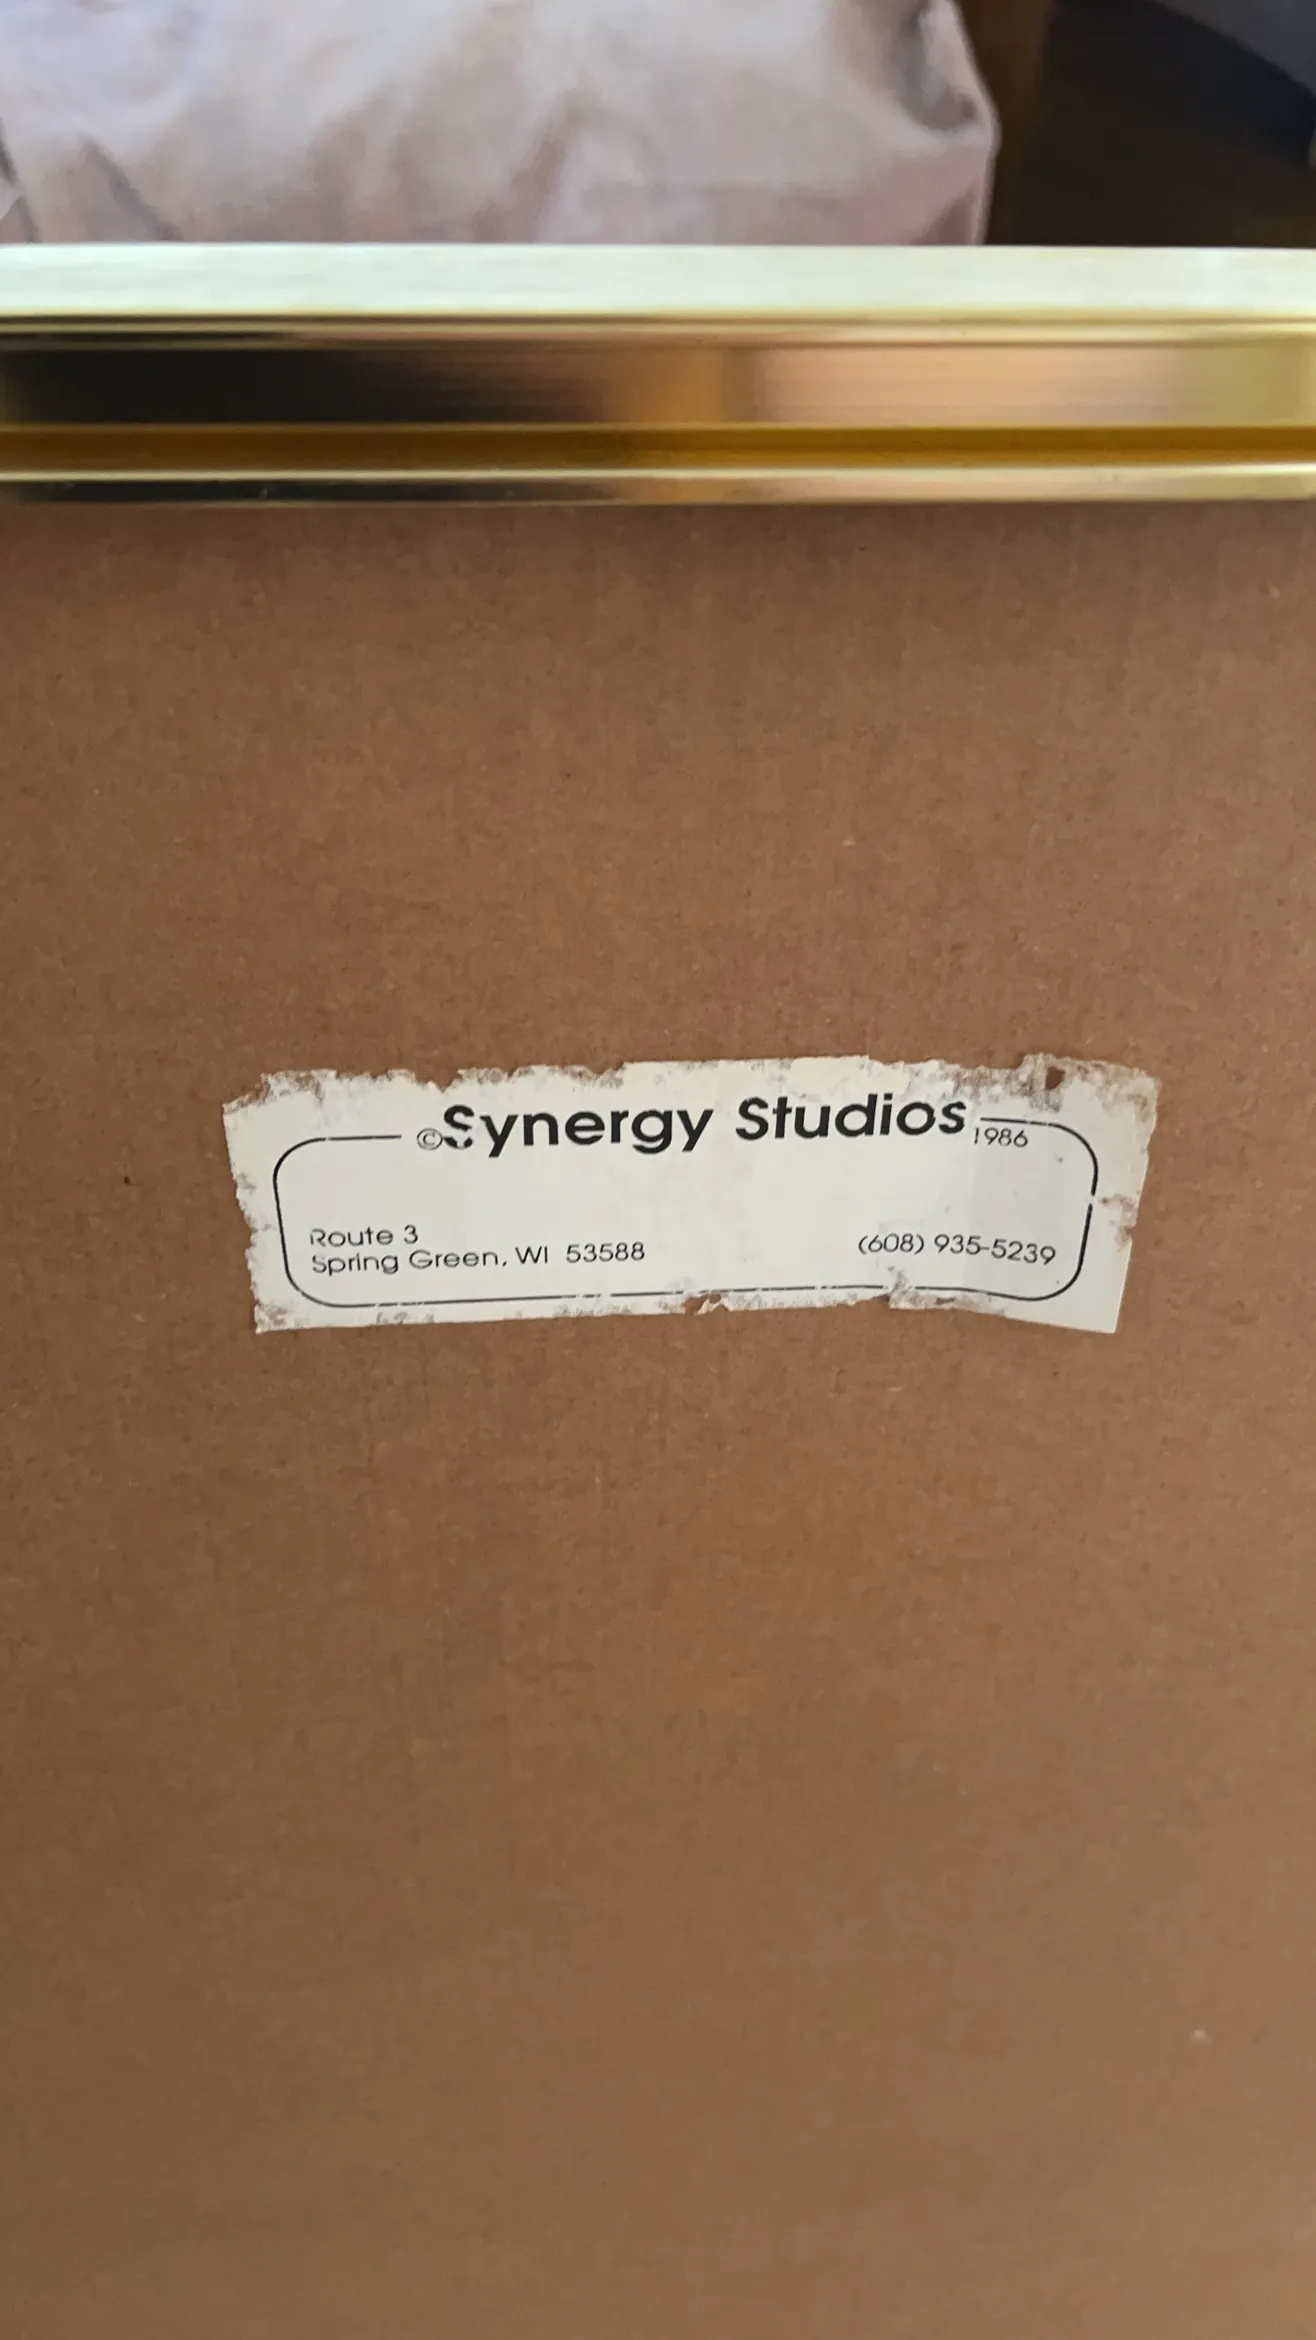 ©Synergy Studios 1986
Route 3
Spring Green, WI 53588
(608) 935-5239